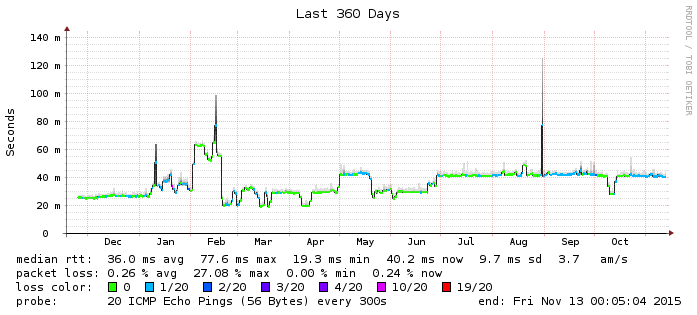 Last 360 Days
RRDTOOL / TOBI OETIKER
Seconds
140 m
120 m
100 m
80 m
60 m
40 m
20 m
0
Dec Jan Feb Mar Apr May Jun Jul Aug Sep Oct
median rtt: 36.0 ms avg 77.6 ms max 19.3 ms min 40.2 ms now 9.7 ms sd 3.7 am/s
packet loss: 0.26 % avg 27.08 % max 0.00 % min 0.24 % now
loss color: 0 1/20 2/20 3/20 4/20 10/20 19/20
probe: 20 ICMP Echo Pings (56 Bytes) every 300s end: Fri Nov 13 00:05:04 2015